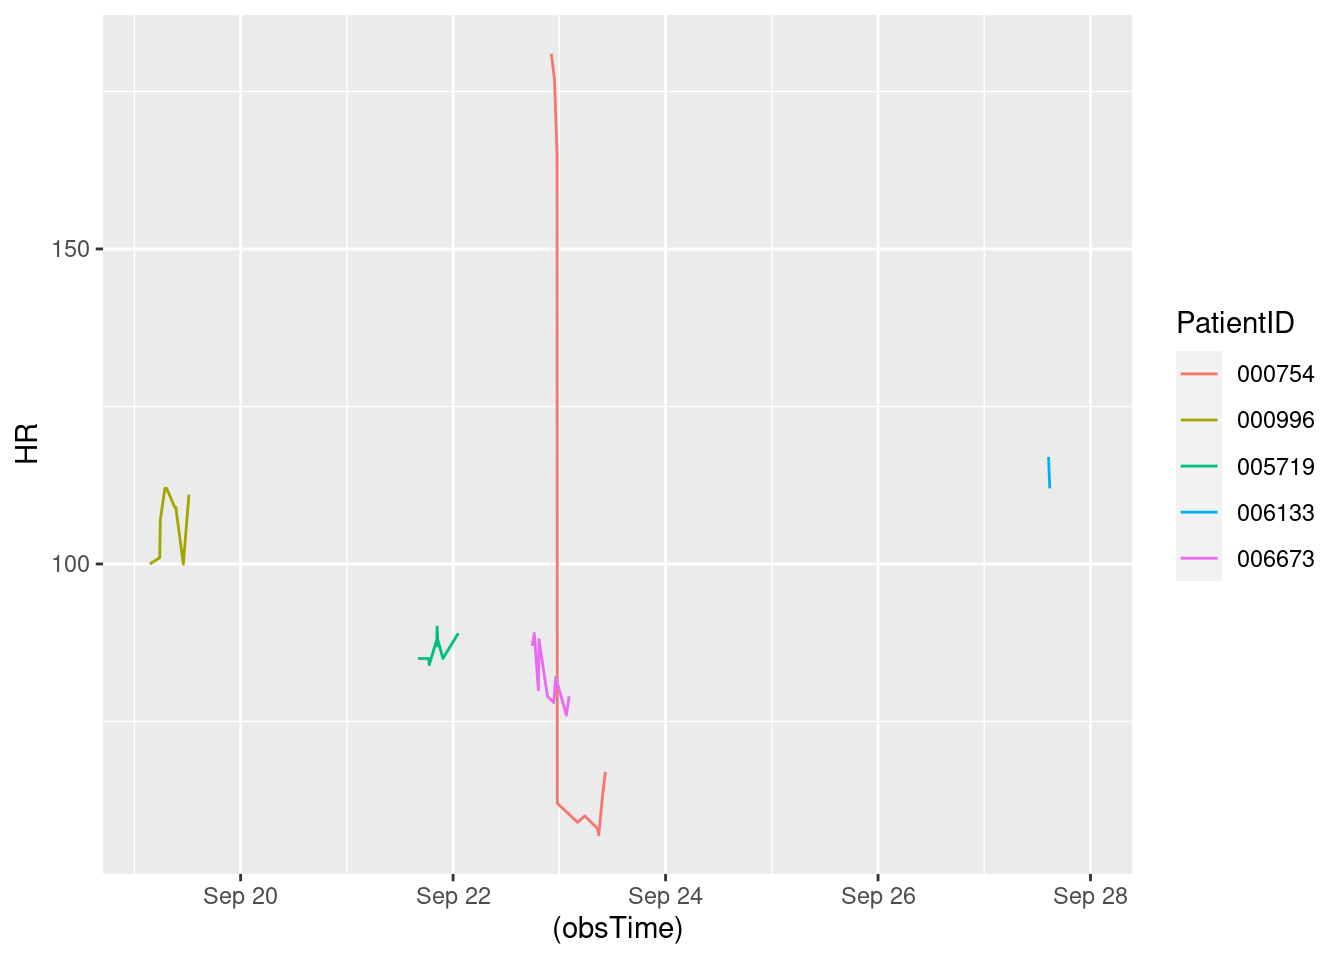 HR
150
100
Sep 20
Sep 22
Sep 24
Sep 26
Sep 28
(obsTime)
PatientID
000754
000996
005719
006133
006673